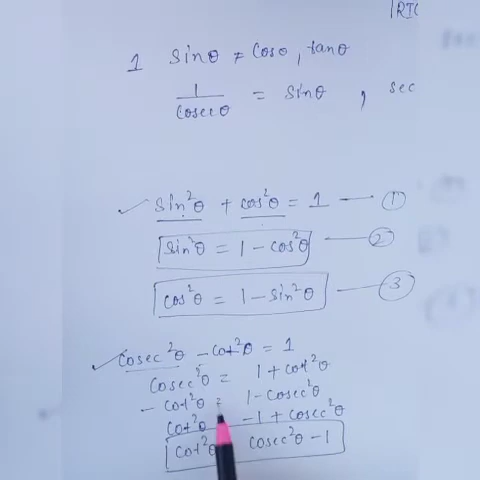 1 sinθ = cosθ, tanθ
1/cosecθ = sinθ , sec
✓ sin²θ + cos²θ = 1 — ①
sin²θ = 1 - cos²θ — ②
cos²θ = 1 - sin²θ — ③
✓ cosec²θ - cot²θ = 1
cosec²θ = 1 + cot²θ
- cot²θ = 1 - cosec²θ
cot²θ -1 + cosec²θ
cot²θ cosec²θ - 1